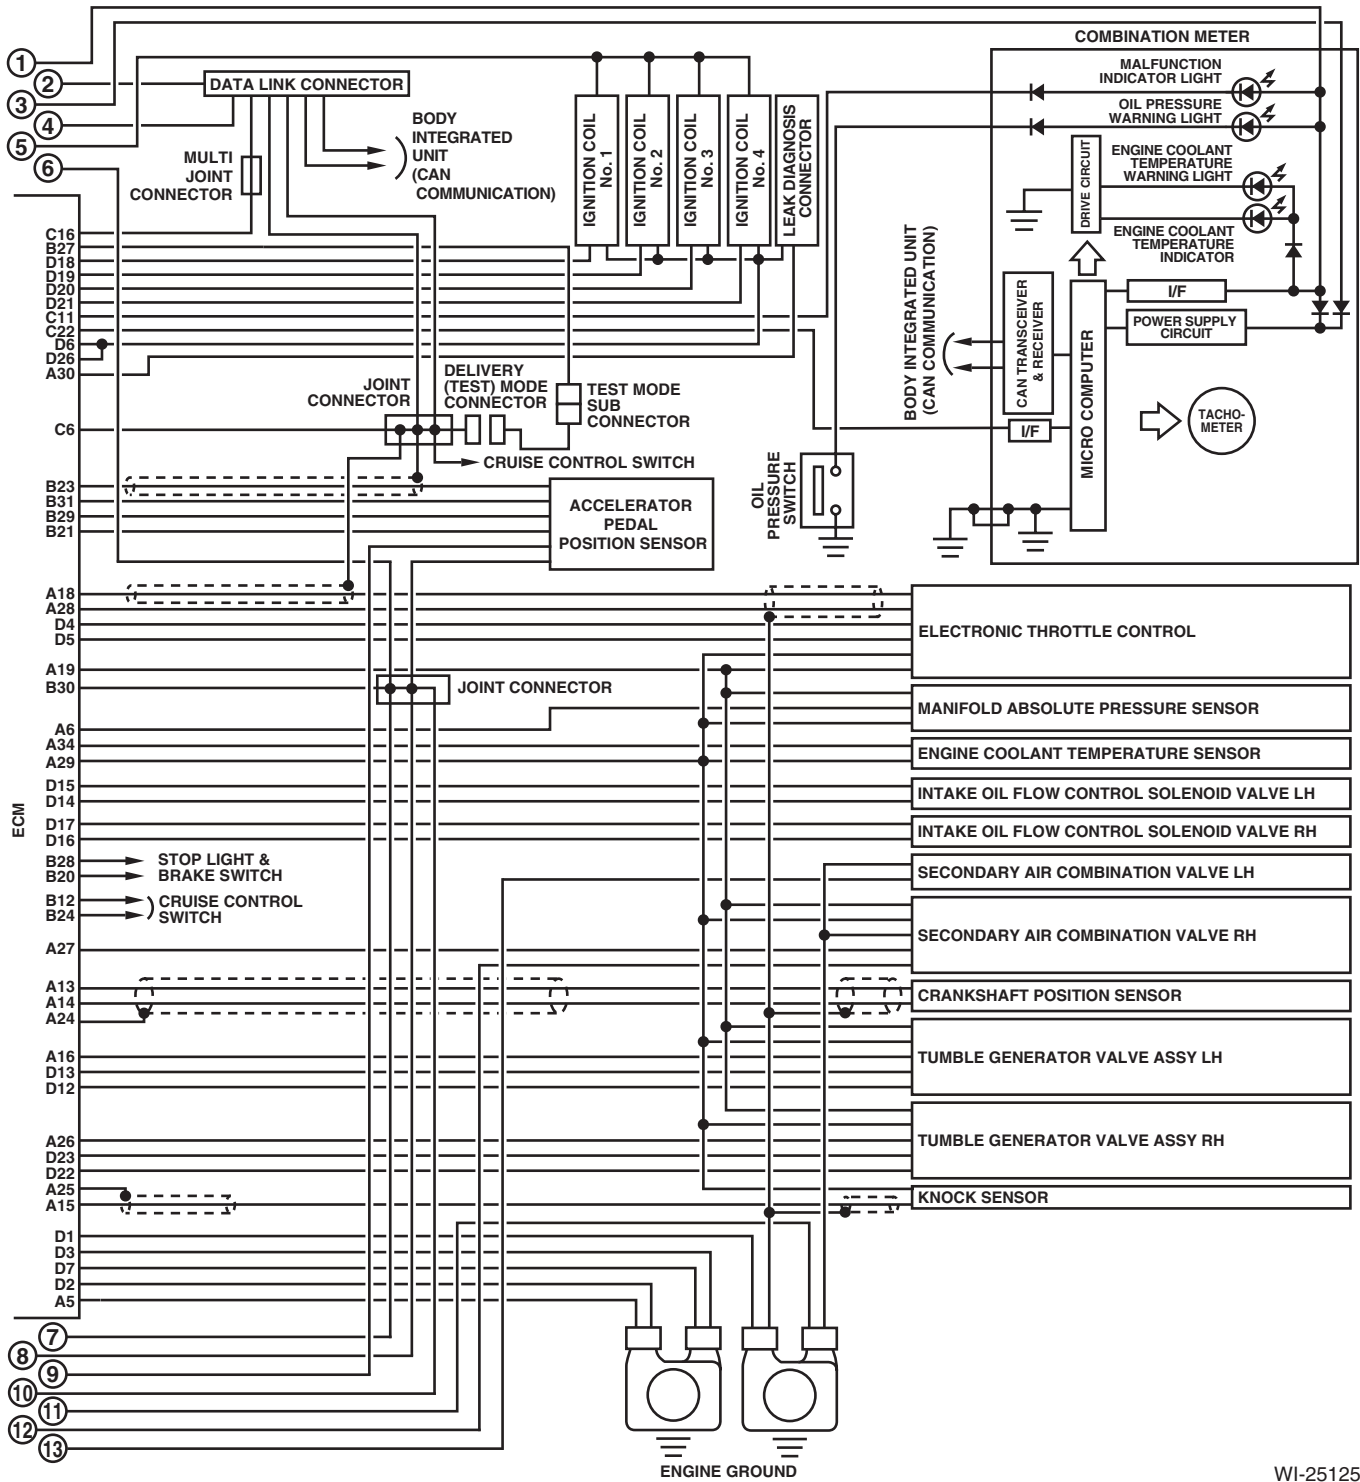 COMBINATION METER
1
2
3
4
5
6
DATA LINK CONNECTOR
BODY
INTEGRATED
UNIT
(CAN
COMMUNICATION)
MULTI
JOINT
CONNECTOR
IGNITION COIL
No. 1
IGNITION COIL
No. 2
IGNITION COIL
No. 3
IGNITION COIL
No. 4
LEAK DIAGNOSIS
CONNECTOR
MALFUNCTION
INDICATOR LIGHT
OIL PRESSURE
WARNING LIGHT
ENGINE COOLANT
TEMPERATURE
WARNING LIGHT
DRIVE CIRCUIT
ENGINE COOLANT
TEMPERATURE
INDICATOR
I/F
POWER SUPPLY
CIRCUIT
BODY INTEGRATED UNIT
(CAN COMMUNICATION)
CAN TRANSCEIVER
& RECEIVER
MICRO COMPUTER
I/F
TACHO-
METER
C16
B27
D18
D19
D20
D21
C11
C22
D6
D26
A30
JOINT
CONNECTOR
DELIVERY
(TEST) MODE
CONNECTOR
TEST MODE
SUB
CONNECTOR
C6
CRUISE CONTROL SWITCH
OIL
PRESSURE
SWITCH
B23
B31
B29
B21
ACCELERATOR
PEDAL
POSITION SENSOR
A18
A28
D4
D5
ELECTRONIC THROTTLE CONTROL
A19
B30
JOINT CONNECTOR
MANIFOLD ABSOLUTE PRESSURE SENSOR
A6
A34
A29
ENGINE COOLANT TEMPERATURE SENSOR
D15
D14
INTAKE OIL FLOW CONTROL SOLENOID VALVE LH
ECM
D17
D16
INTAKE OIL FLOW CONTROL SOLENOID VALVE RH
B28
B20
STOP LIGHT &
BRAKE SWITCH
SECONDARY AIR COMBINATION VALVE LH
B12
B24
CRUISE CONTROL
SWITCH
A27
SECONDARY AIR COMBINATION VALVE RH
A13
A14
A24
CRANKSHAFT POSITION SENSOR
A16
D13
D12
TUMBLE GENERATOR VALVE ASSY LH
A26
D23
D22
TUMBLE GENERATOR VALVE ASSY RH
A25
A15
KNOCK SENSOR
D1
D3
D7
D2
A5
7
8
9
10
11
12
13
ENGINE GROUND
WI-25125